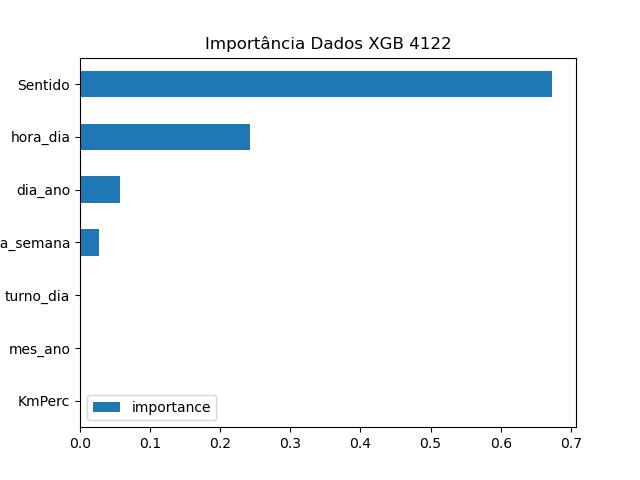 Importância Dados XGB 4122
Sentido
hora_dia
dia_ano
a_semana
turno_dia
mes_ano
KmPerc
importance
0.0 0.1 0.2 0.3 0.4 0.5 0.6 0.7